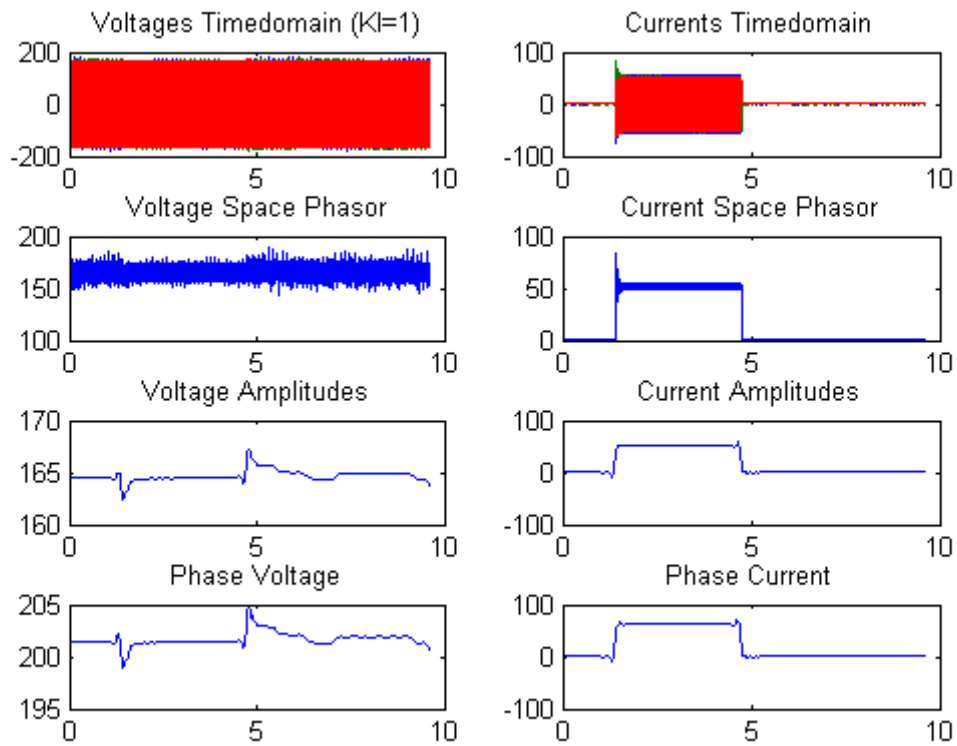 Voltages Timedomain (KI=1)
200
0
-200
0 5 10
Currents Timedomain
100
0
-100
0 5 10
Voltage Space Phasor
200
150
100
0 5 10
Current Space Phasor
100
50
0
0 5 10
Voltage Amplitudes
170
165
160
0 5 10
Current Amplitudes
100
0
-100
0 5 10
Phase Voltage
205
200
195
0 5 10
Phase Current
100
0
-100
0 5 10